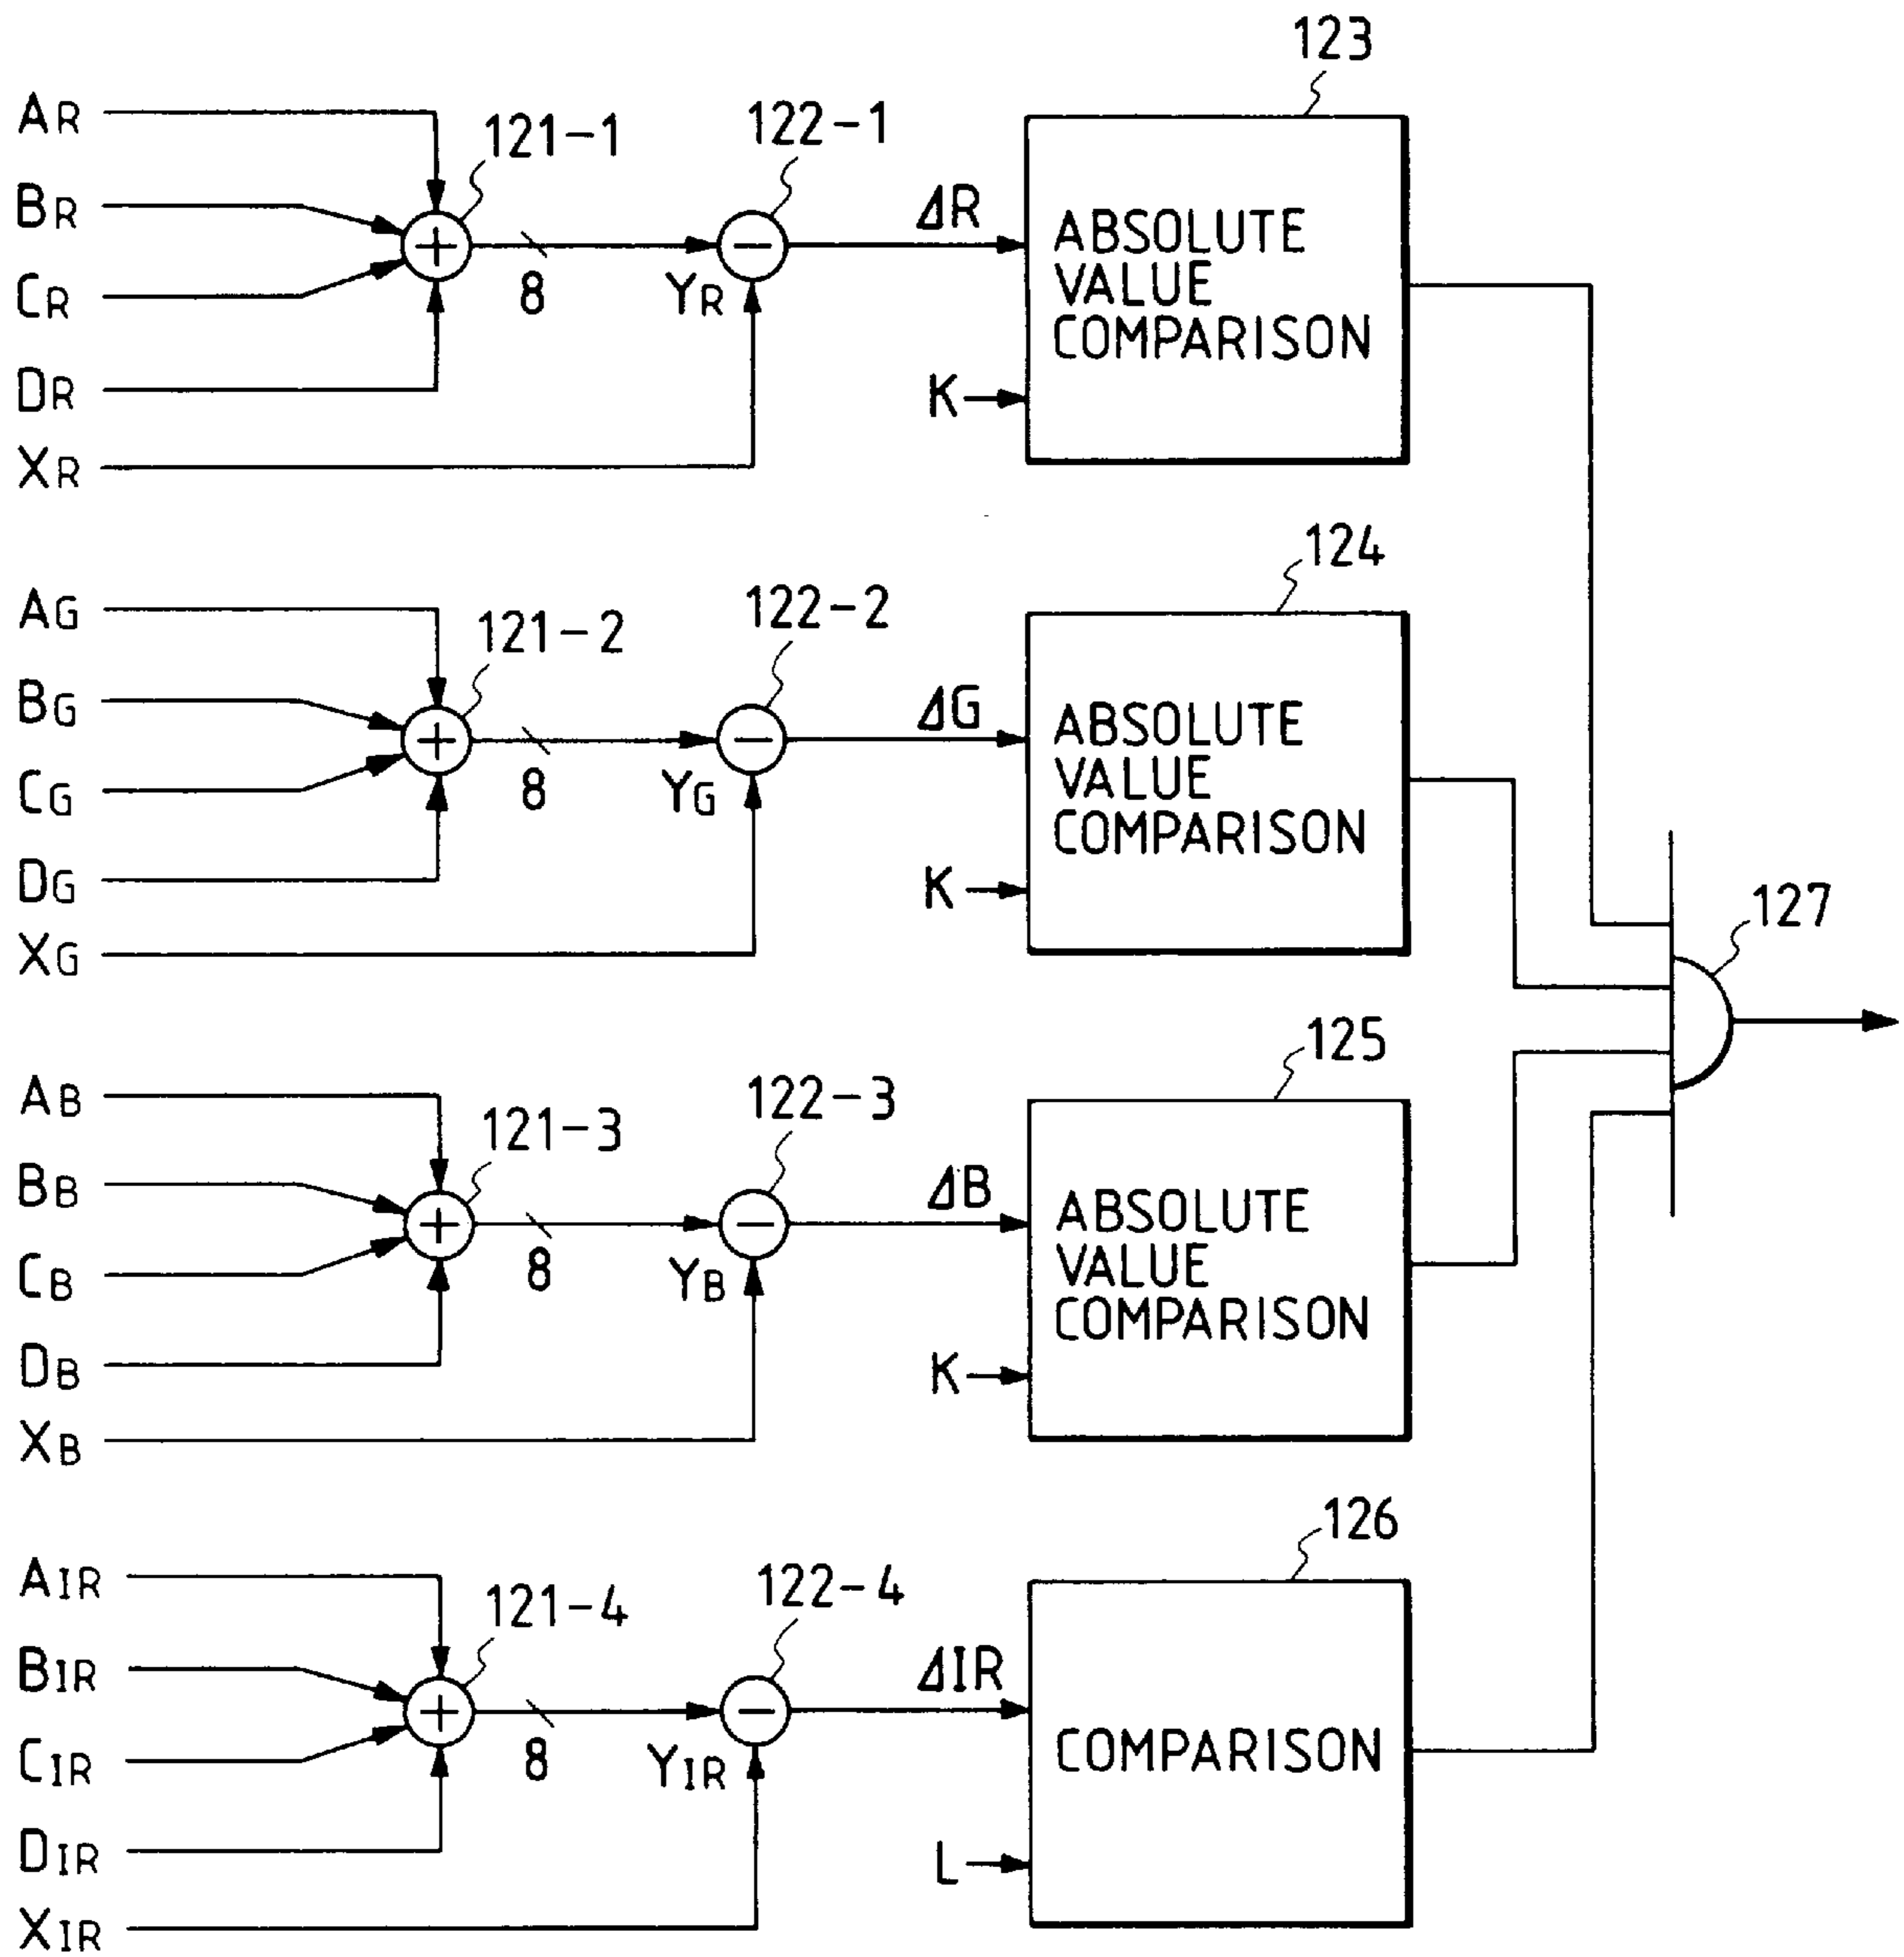 123
AR
121-1
122-1
BR
ΔR
ABSOLUTE
VALUE
COMPARISON
CR
8
YR
DR
K
XR
124
AG
121-2
122-2
BG
ΔG
ABSOLUTE
VALUE
COMPARISON
CG
8
YG
DG
K
127
XG
125
AB
121-3
122-3
BB
ΔB
ABSOLUTE
VALUE
COMPARISON
CB
8
YB
DB
K
XB
126
AIR
121-4
122-4
BIR
ΔIR
COMPARISON
CIR
8
YIR
DIR
L
XIR